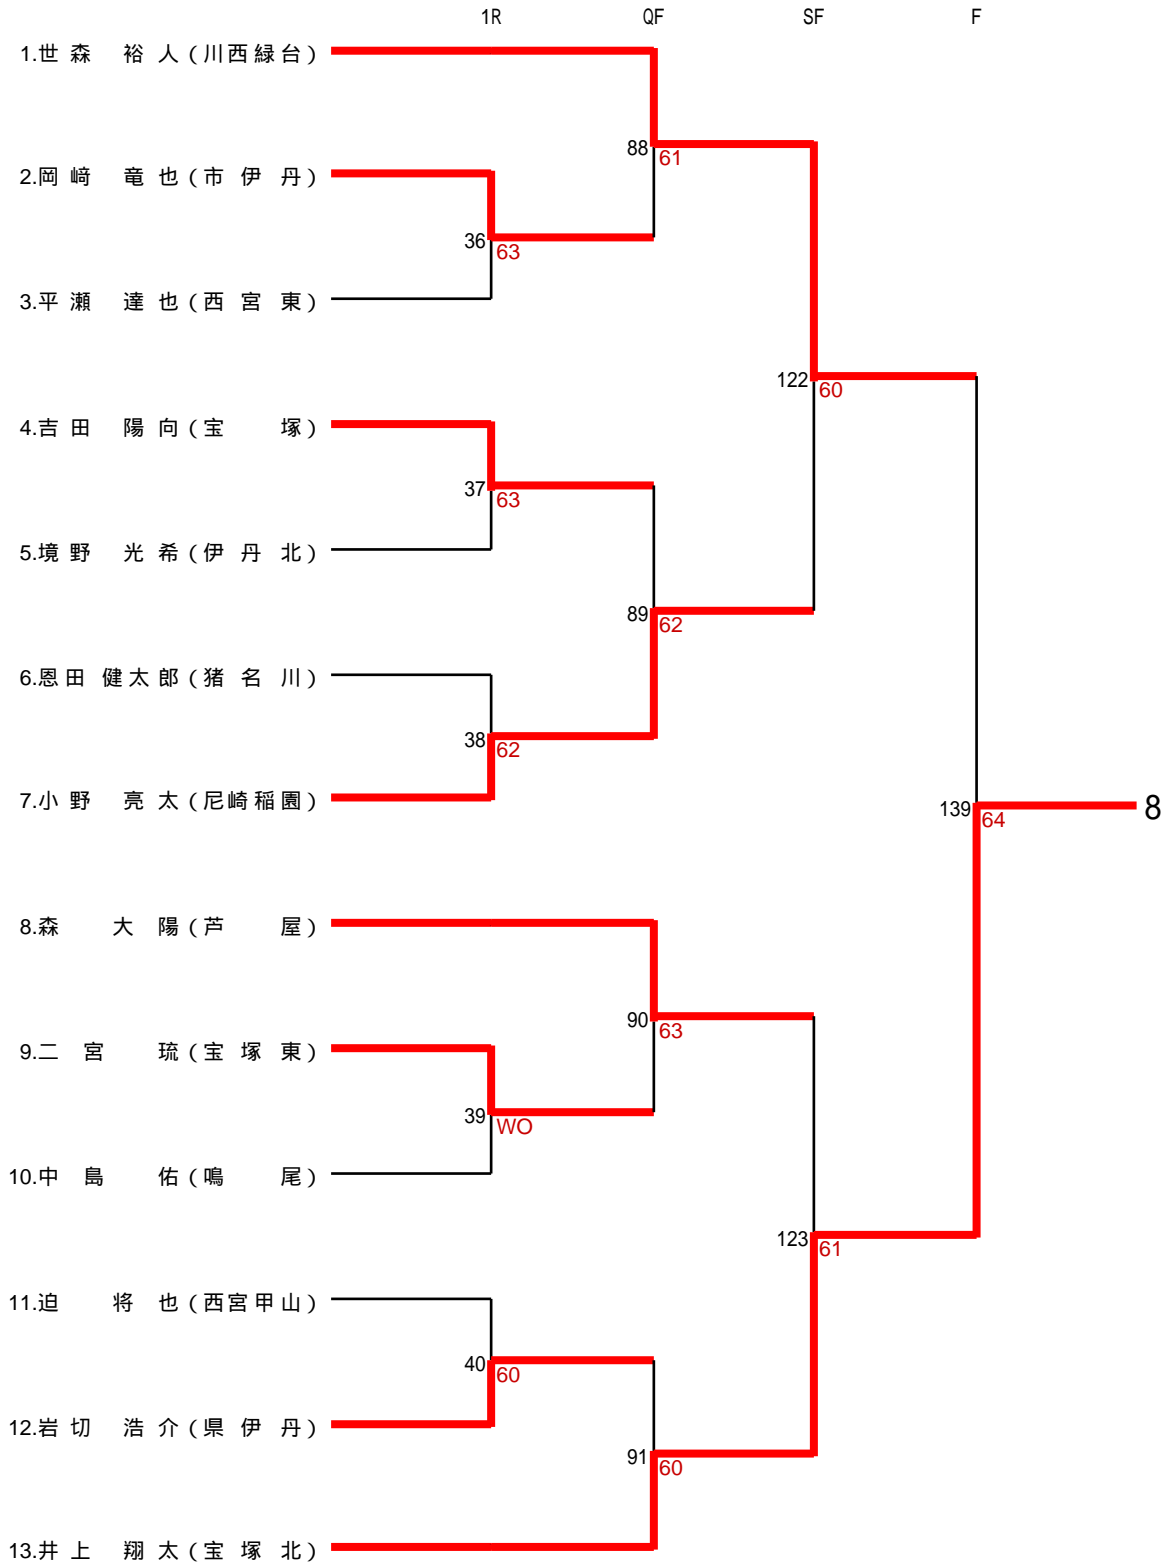 1R QF SF F
1.世森 裕人(川西緑台)
88 61
2.岡﨑 竜也(市伊丹)
36 63
3.平瀬 達也(西宮東)
122 60
4.吉田 陽向(宝塚)
37 63
5.境野 光希(伊丹北)
89 62
6.恩田 健太郎(猪名川)
38 62
7.小野 亮太(尼崎稲園)
139 64 8
8.森 大陽(芦屋)
90 63
9.二宮 琉(宝塚東)
39 WO
10.中島 佑(鳴尾)
123 61
11.迫 将也(西宮甲山)
40 60
12.岩切 浩介(県伊丹)
91 60
13.井上 翔太(宝塚北)